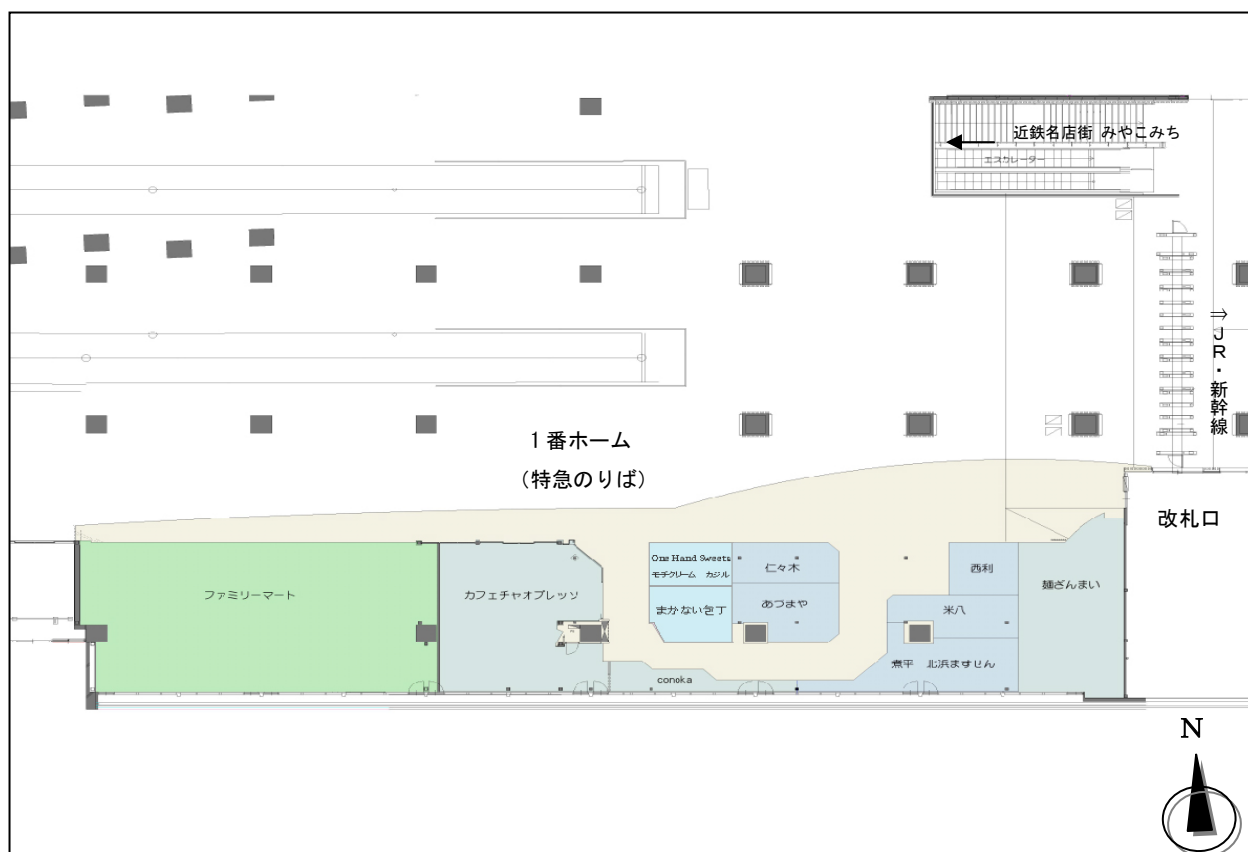 近鉄名店街 みやこみち
エスカレーター
⇒JR・新幹線
1番ホーム
(特急のりば)
改札口
ファミリーマート
カフェチャオプレッソ
One Hand Sweets
モチクリーム カジル
まかない包丁
仁々木
あづまや
西利
米八
麺ざんまい
煮平 北浜ますせん
conoka
N